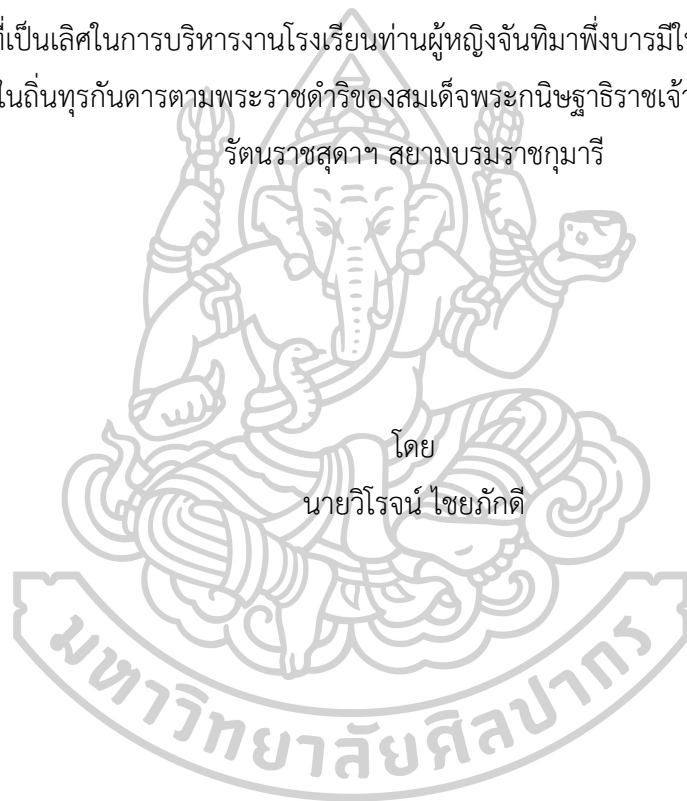 ที่เป็นเลิศในการบริหารงานโรงเรียนท่านผู้หญิงจันทิมาพึ่งบารมี
ในถิ่นทุรกันดารตามพระราชดำริของสมเด็จพระกนิษฐาธิราชเจ้า
รัตนราชสุดาฯ สยามบรมราชกุมารี
โดย
นายวิโรจน์ ไชยภักดี
มหาวิทยาลัยศิลปากร